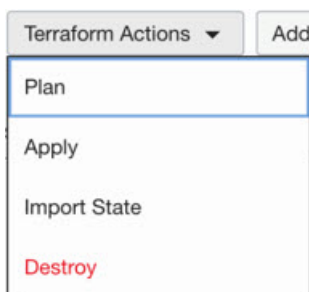 Terraform Actions
Add
Plan
Apply
Import State
Destroy